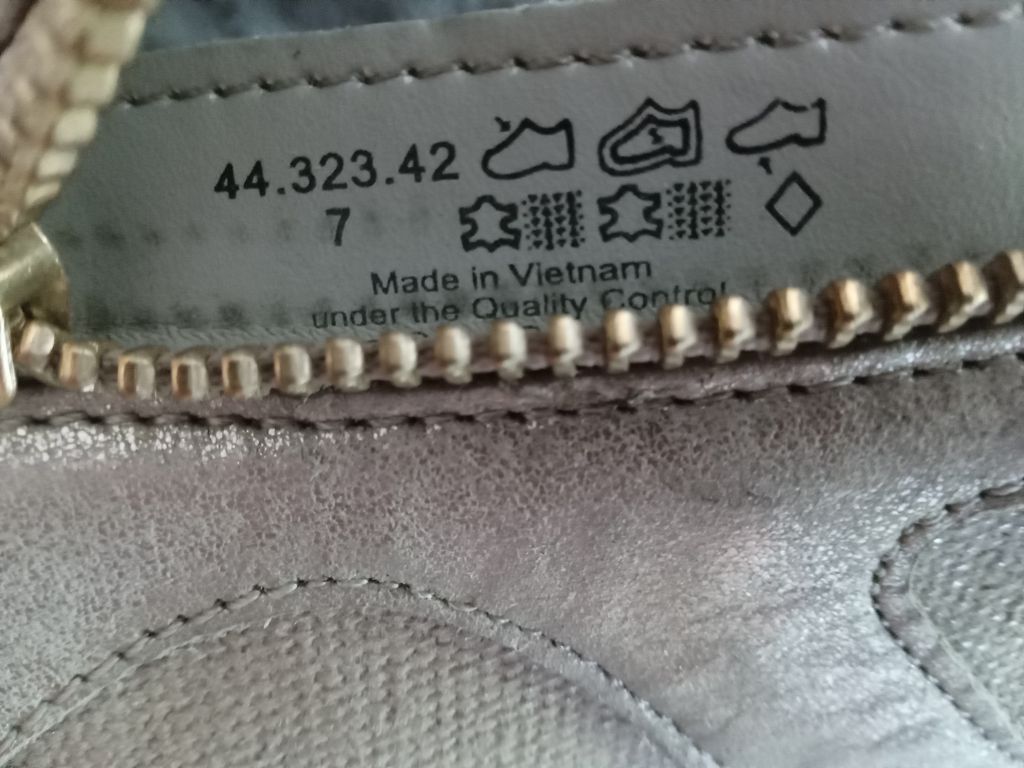 44.323.42
7
Made in Vietnam
under the Quality Control